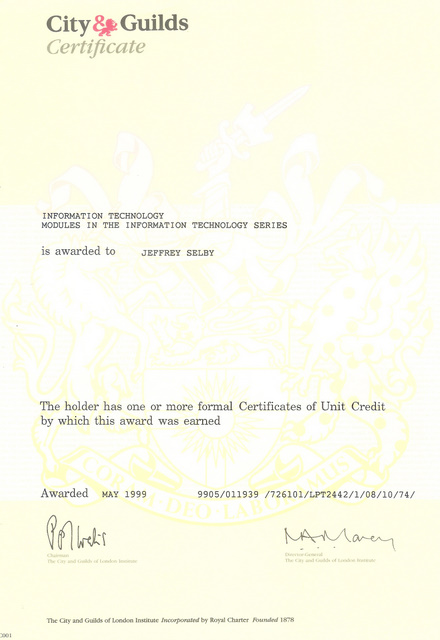 City & Guilds
Certificate
INFORMATION TECHNOLOGY
MODULES IN THE INFORMATION TECHNOLOGY SERIES
is awarded to JEFFREY SELBY
The holder has one or more formal Certificates of Unit Credit
by which this award was earned
Awarded MAY 1999 9905/011939 /726101/LPT2442/1/08/10/74/
Chairman
The City and Guilds of London Institute
Director-General
The City and Guilds of London Institute
The City and Guilds of London Institute Incorporated by Royal Charter Founded 1878